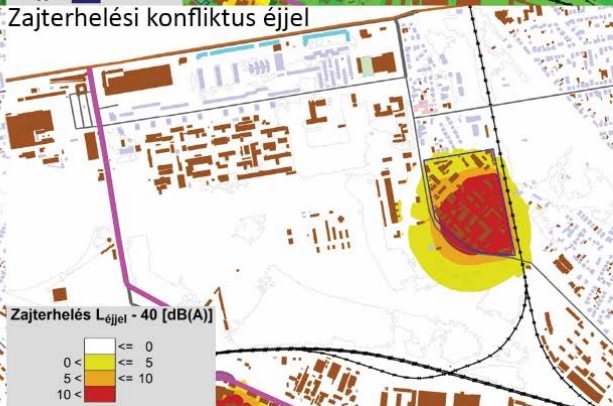 Zajterhelési konfliktus éjjel
Zajterhelés Léjjel - 40 [dB(A)]
<= 0
0 < <= 5
5 < <= 10
10 <